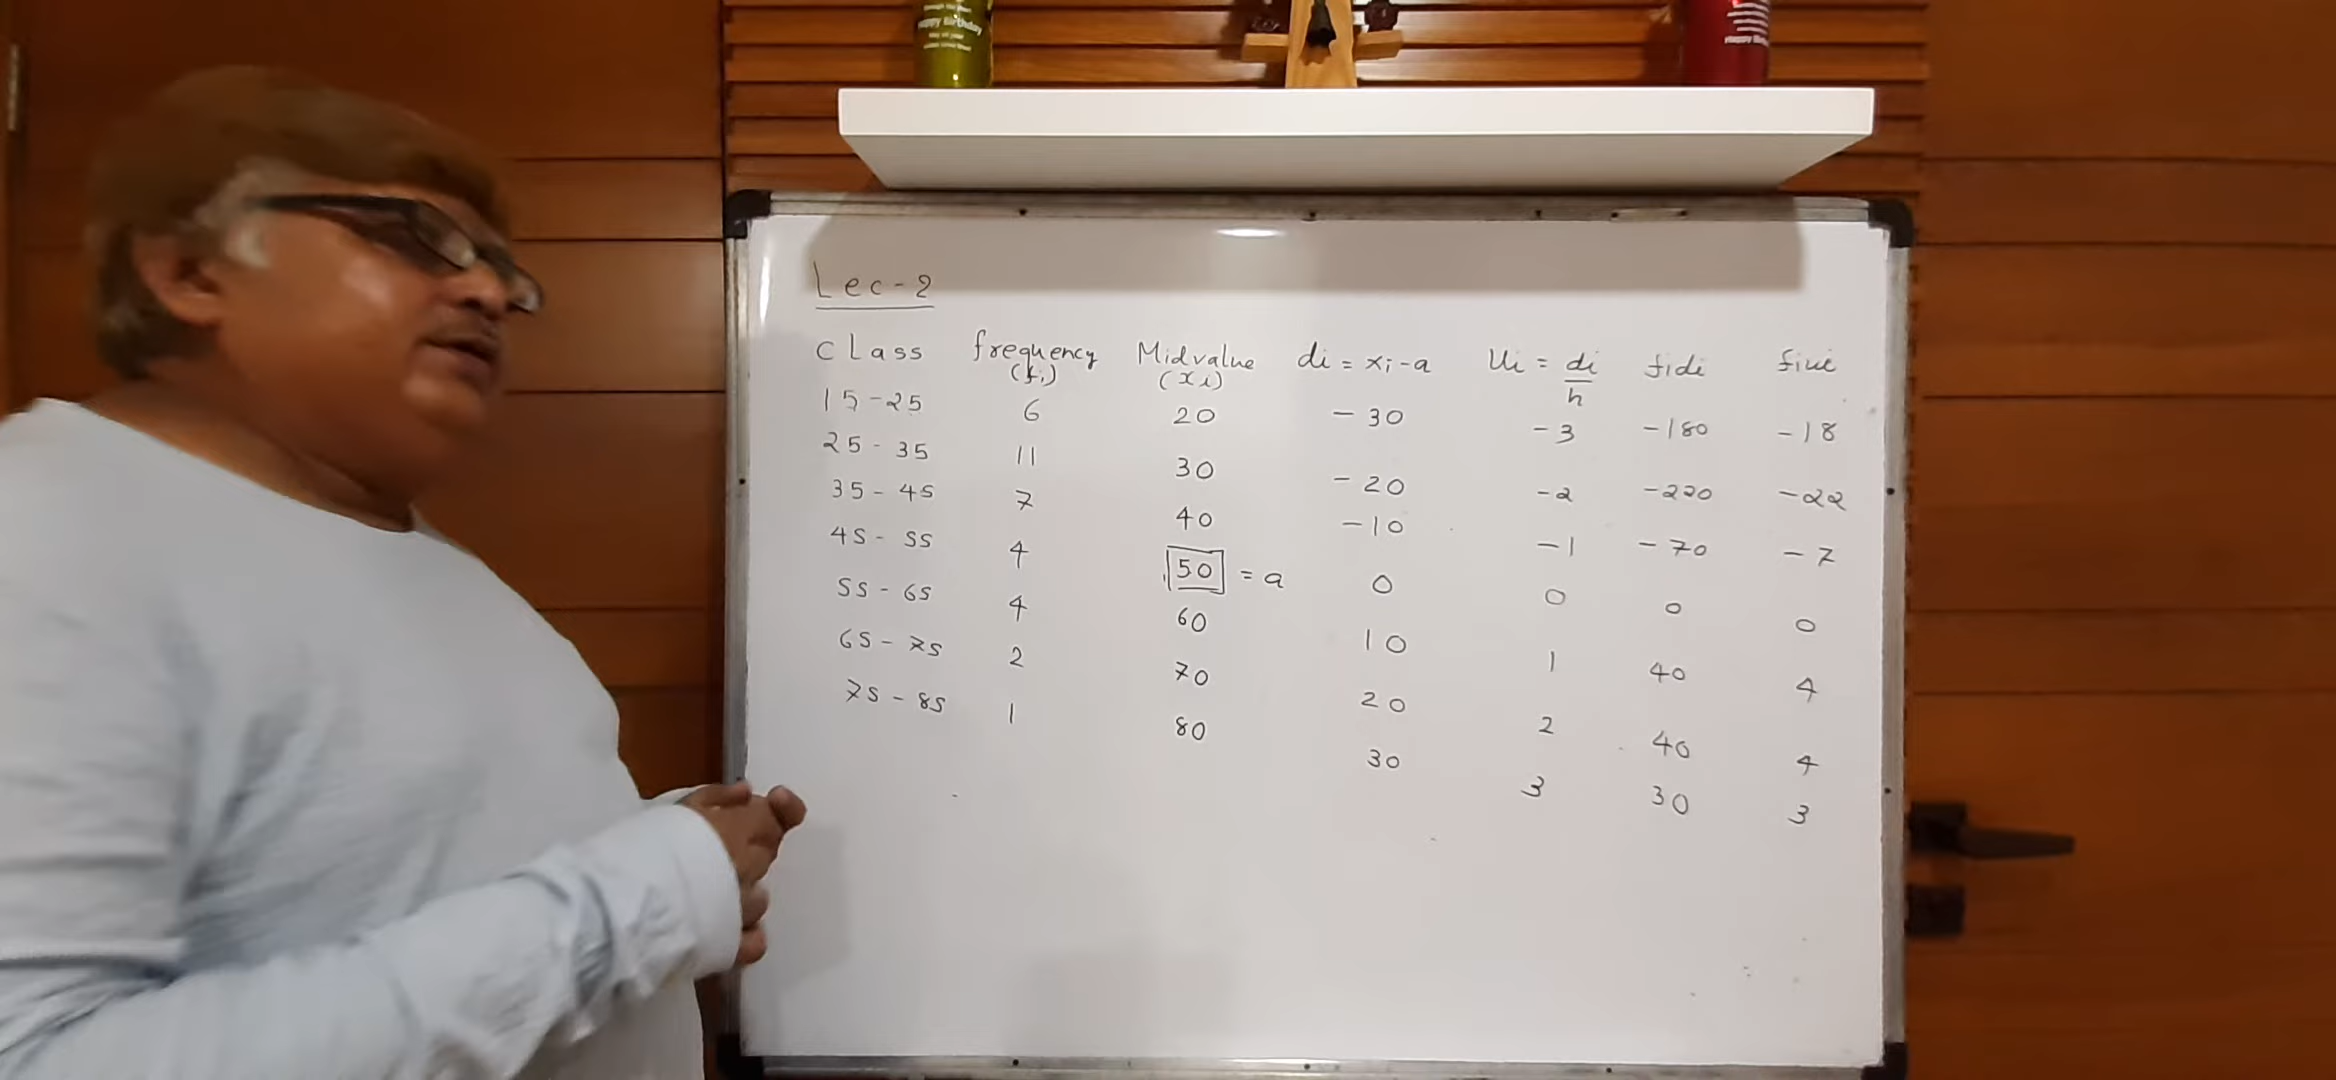 Happy Birthday
Lec-2
Class frequency (fi) Midvalue (xi) di = xi-a ui = di/h fidi fiui
15-25 6 20 -30 -3 -180 -18
25-35 11 30 -20 -2 -220 -22
35-45 7 40 -10 -1 -70 -7
45-55 4 50 = a 0 0 0 0
55-65 4 60 10 1 40 4
65-75 2 70 20 2 40 4
75-85 1 80 30 3 30 3